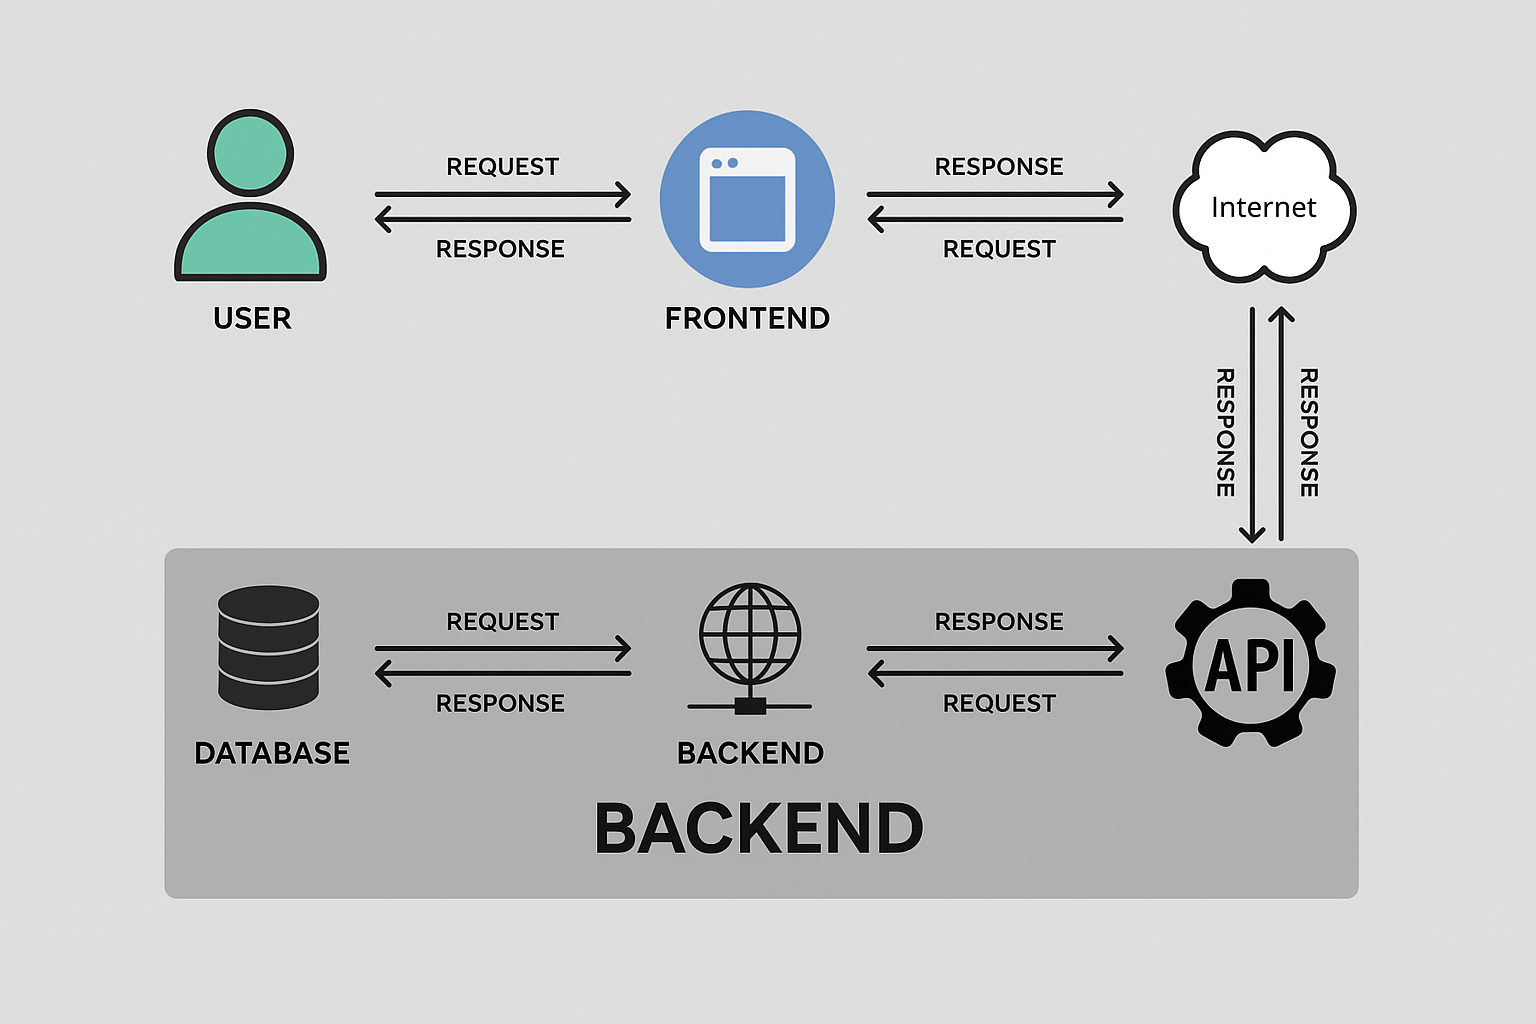 REQUEST
RESPONSE
RESPONSE
REQUEST
Internet
USER
FRONTEND
RESPONSE
RESPONSE
REQUEST
RESPONSE
RESPONSE
REQUEST
API
DATABASE
BACKEND
BACKEND